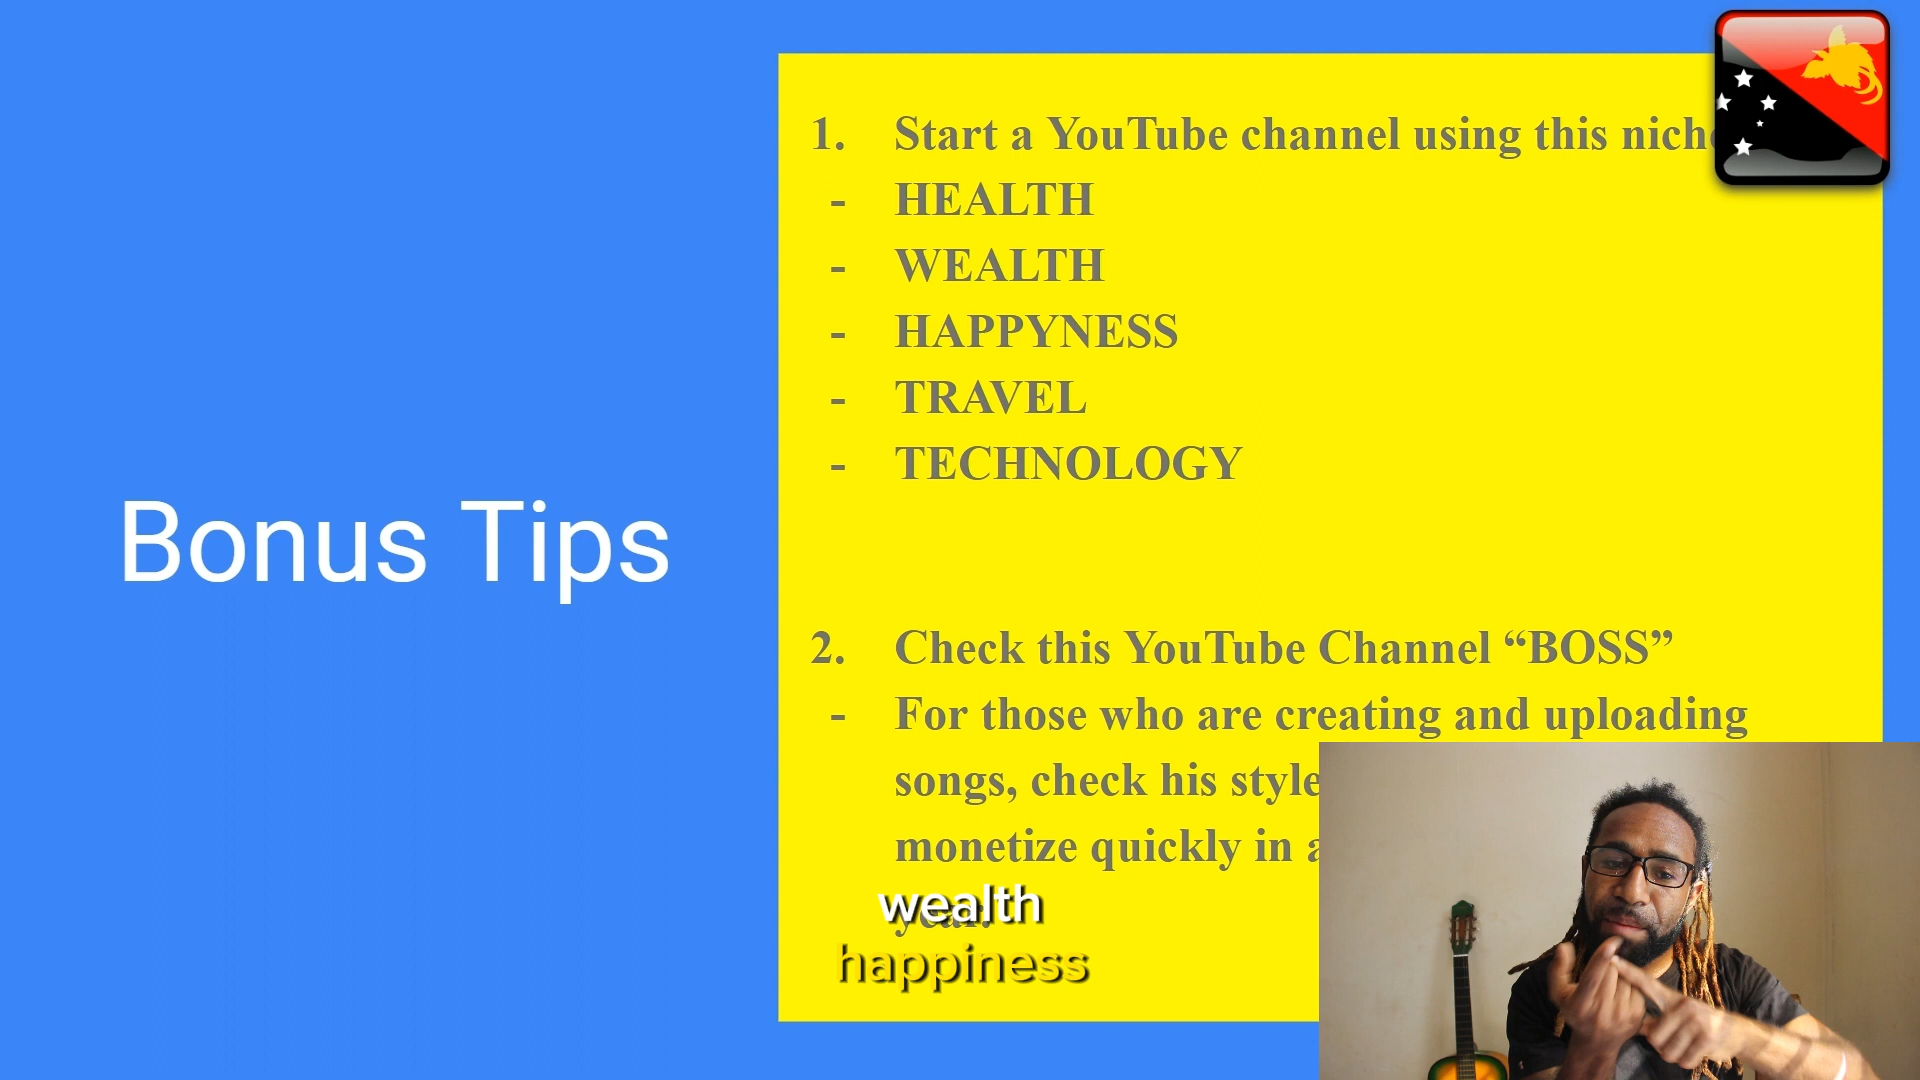 Bonus Tips
1. Start a YouTube channel using this
- HEALTH
- WEALTH
- HAPPYNESS
- TRAVEL
- TECHNOLOGY
2. Check this YouTube Channel “BOSS”
- For those who are creating and uploading
songs, check his style
monetize quickly in
year.
wealth
happiness